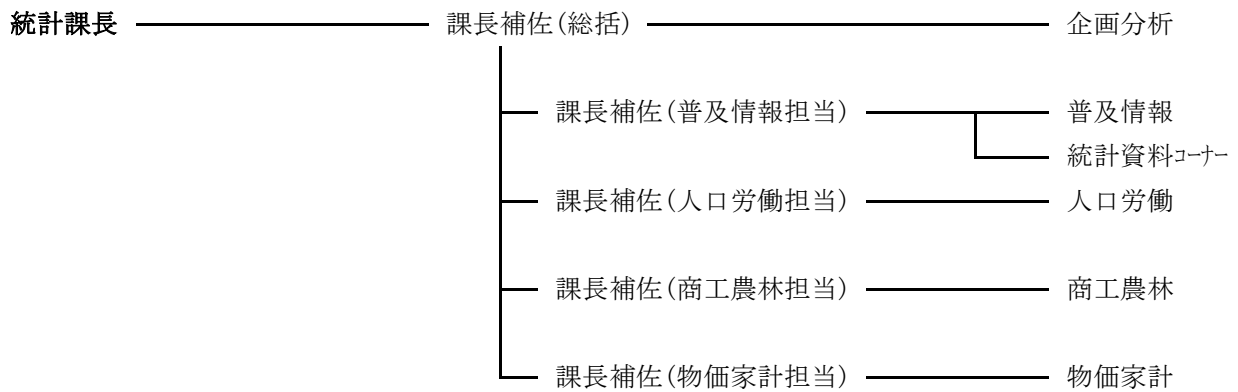 統計課長 課長補佐(総括) 企画分析
課長補佐(普及情報担当) 普及情報
統計資料コーナー
課長補佐(人口労働担当) 人口労働
課長補佐(商工農林担当) 商工農林
課長補佐(物価家計担当) 物価家計